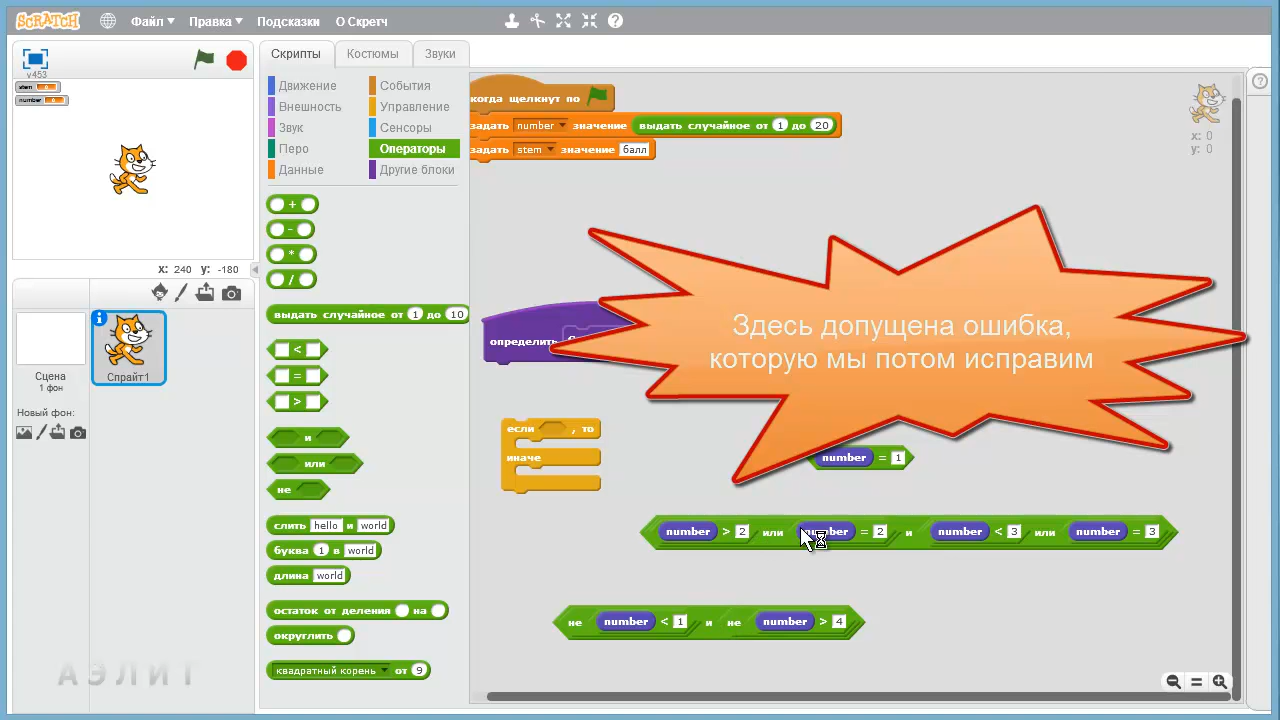 SCRATCH
Файл
Правка
Подсказки
О Скретч
v453
stem
number
x: 240 y: -180
Сцена
1 фон
Новый фон:
Спрайт1
АЭЛИТ
Скрипты
Костюмы
Звуки
Движение
События
Внешность
Управление
Звук
Сенсоры
Перо
Операторы
Данные
Другие блоки
+
-
*
/
выдать случайное от 1 до 10
<
=
>
и
или
не
слить hello и world
буква 1 в world
длина world
остаток от деления на
округлить
квадратный корень от 9
когда щелкнут по
задать number значение выдать случайное от 1 до 20
задать stem значение балл
x: 0
y: 0
определить
Здесь допущена ошибка,
которую мы потом исправим
если , то
иначе
number = 1
number > 2 или number = 2 и number < 3 или number = 3
не number < 1 и не number > 4